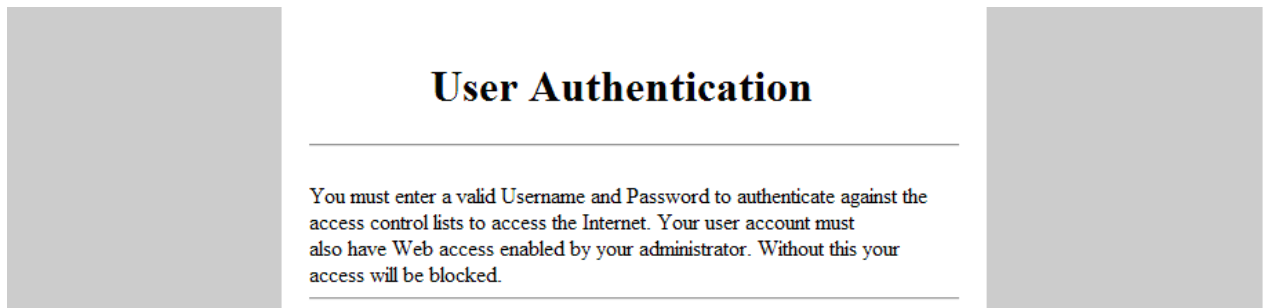 User Authentication
You must enter a valid Username and Password to authenticate against the
access control lists to access the Internet. Your user account must
also have Web access enabled by your administrator. Without this your
access will be blocked.